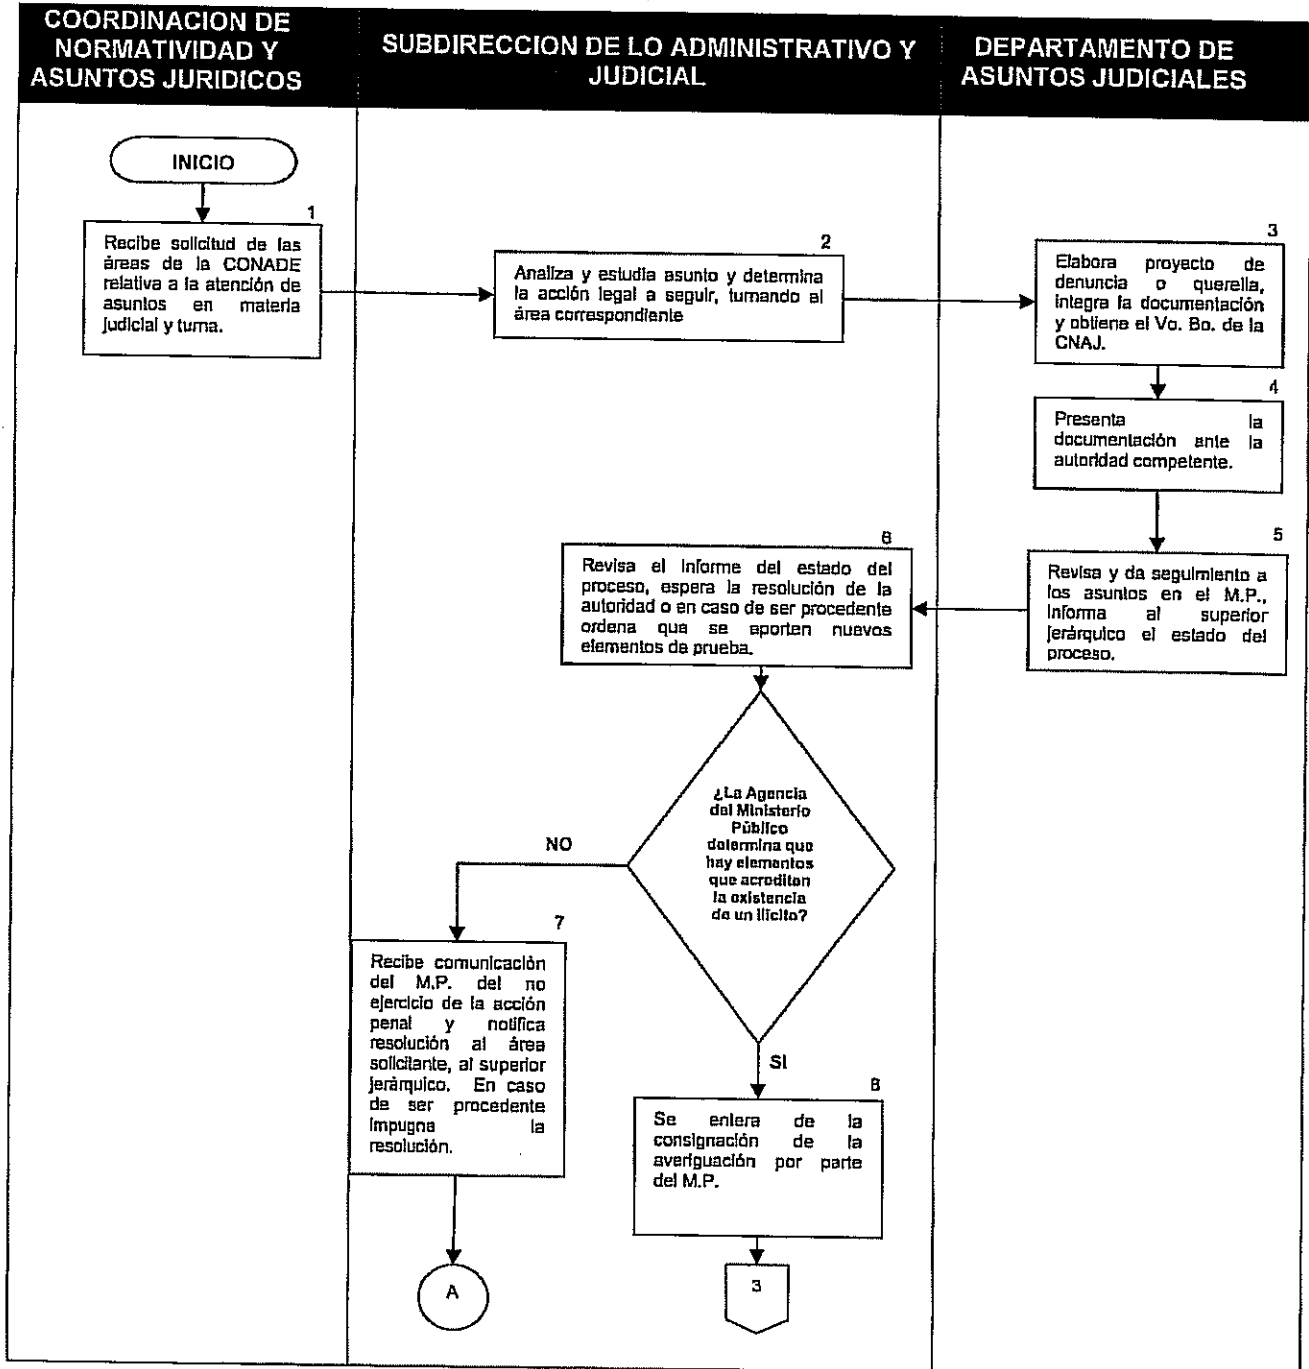 COORDINACION DE
NORMATIVIDAD Y
ASUNTOS JURIDICOS
SUBDIRECCION DE LO ADMINISTRATIVO Y
JUDICIAL
DEPARTAMENTO DE
ASUNTOS JUDICIALES
INICIO
1
Recibe solicitud de las
áreas de la CONADE
relativa a la atención de
asuntos en materia
judicial y turna.
2
Analiza y estudia asunto y determina
la acción legal a seguir, turnando al
área correspondiente
3
Elabora proyecto de
denuncia o querella,
integra la documentación
y obtiene el Vo. Bo. de la
CNAJ.
4
Presenta la
documentación ante la
autoridad competente.
5
Revisa y da seguimiento a
los asuntos en el M.P.,
informa al superior
jerárquico el estado del
proceso.
6
Revisa el informe del estado del
proceso, espera la resolución de la
autoridad o en caso de ser procedente
ordena que se aporten nuevos
elementos de prueba.
¿La Agencia
del Ministerio
Público
determina que
hay elementos
que acrediten
la existencia
de un ilícito?
NO
7
Recibe comunicación
del M.P. del no
ejercicio de la acción
penal y notifica
resolución al área
solicitante, al superior
jerárquico. En caso
de ser procedente
impugna la
resolución.
SI
8
Se entera de la
consignación de la
averiguación por parte
del M.P.
A
3